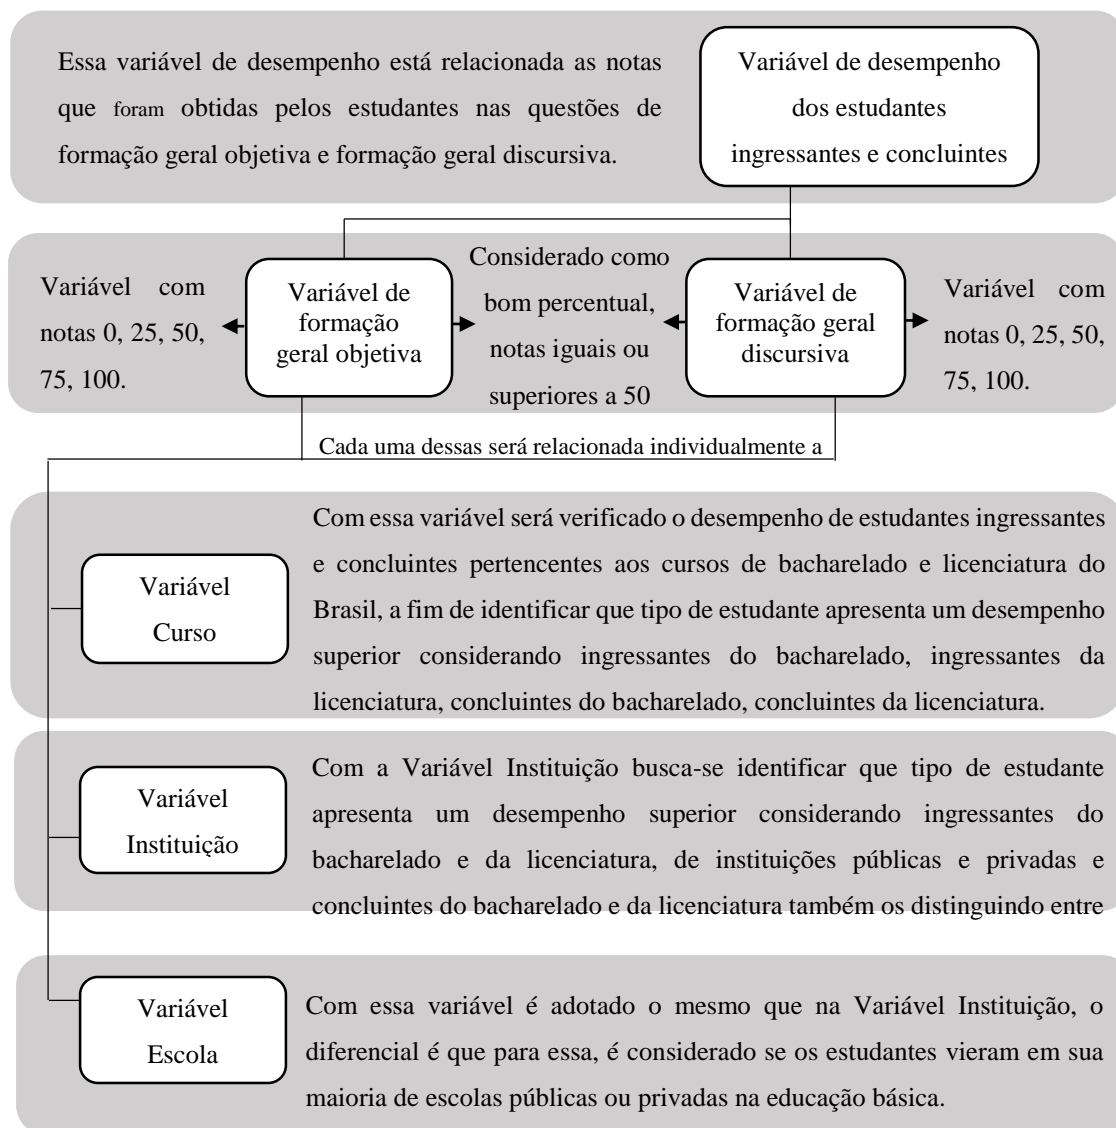 Essa variável de desempenho está relacionada as notas
que foram obtidas pelos estudantes nas questões de
formação geral objetiva e formação geral discursiva.
Variável de desempenho
dos estudantes
ingressantes e concluintes
Variável com
notas 0, 25, 50,
75, 100.
Variável de
formação
geral objetiva
Considerado como
bom percentual,
notas iguais ou
superiores a 50
Variável de
formação geral
discursiva
Variável com
notas 0, 25, 50,
75, 100.
Cada uma dessas será relacionada individualmente a
Variável
Curso
Com essa variável será verificado o desempenho de estudantes ingressantes
e concluintes pertencentes aos cursos de bacharelado e licenciatura do
Brasil, a fim de identificar que tipo de estudante apresenta um desempenho
superior considerando ingressantes do bacharelado, ingressantes da
licenciatura, concluintes do bacharelado, concluintes da licenciatura.
Variável
Instituição
Com a Variável Instituição busca-se identificar que tipo de estudante
apresenta um desempenho superior considerando ingressantes do
bacharelado e da licenciatura, de instituições públicas e privadas e
concluintes do bacharelado e da licenciatura também os distinguindo entre
Variável
Escola
Com essa variável é adotado o mesmo que na Variável Instituição, o
diferencial é que para essa, é considerado se os estudantes vieram em sua
maioria de escolas públicas ou privadas na educação básica.